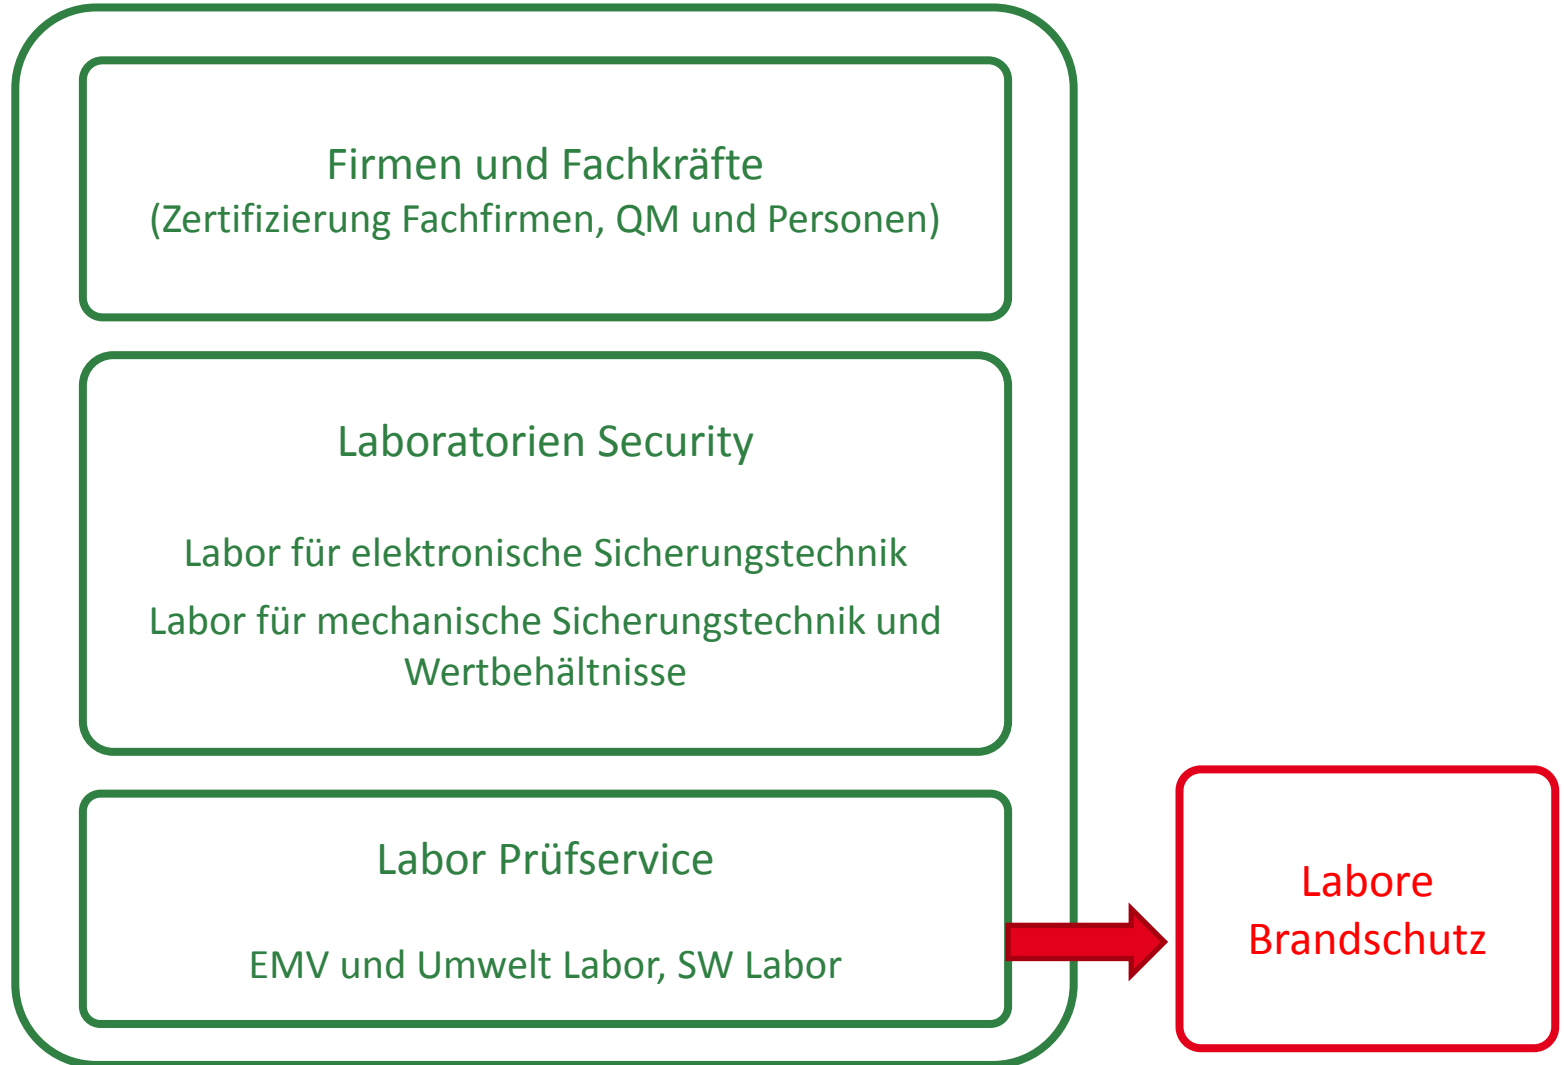 Firmen und Fachkräfte
(Zertifizierung Fachfirmen, QM und Personen)
Laboratorien Security
Labor für elektronische Sicherungstechnik
Labor für mechanische Sicherungstechnik und
Wertbehältnisse
Labor Prüfservice
EMV und Umwelt Labor, SW Labor
Labore
Brandschutz